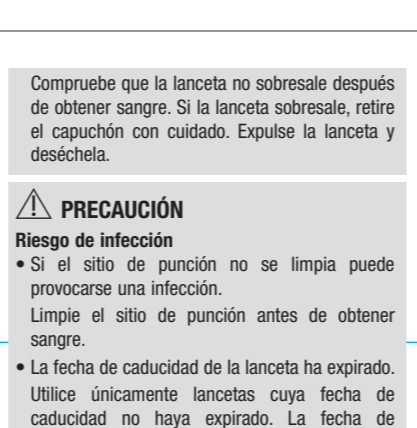 Compruebe que la lanceta no sobresale después
de obtener sangre. Si la lanceta sobresale, retire
el capuchón con cuidado. Expulse la lanceta y
deséchela.
PRECAUCIÓN
Riesgo de infección
• Si el sitio de punción no se limpia puede
provocarse una infección.
Limpie el sitio de punción antes de obtener
sangre.
• La fecha de caducidad de la lanceta ha expirado.
Utilice únicamente lancetas cuya fecha de
caducidad no haya expirado. La fecha de